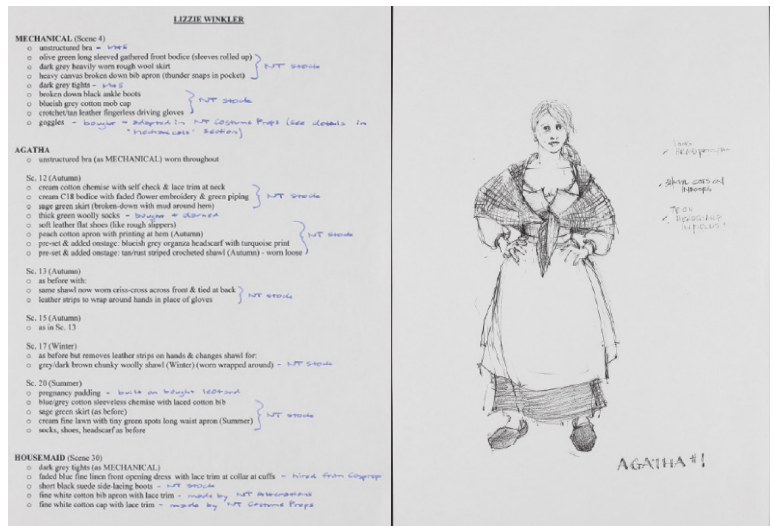 LIZZIE WINKLER
MECHANICAL (Scene 4)
o unstructured bra - M&S
o olive green long sleeved gathered front bodice (sleeves rolled up)
o dark grey heavily worn rough wool skirt } NT STOCK
o heavy canvas broken down bib apron (thunder snaps in pocket)
o dark grey tights - M&S
o broken down black ankle boots
o blueish grey cotton mob cap } NT STOCK
o crotchet/tan leather fingerless driving gloves
o goggles - bought + adapted in NT Costume Props (see details in
'Mechanicals' section)
AGATHA
o unstructured bra (as MECHANICAL) worn throughout
Sc. 12 (Autumn)
o cream cotton chemise with self check & lace trim at neck
o cream C18 bodice with faded flower embroidery & green piping } NT STOCK
o sage green skirt (broken-down with mud around hem)
o thick green woolly socks - bought + dyed
o soft leather flat shoes (like rough slippers)
o peach cotton apron with printing at hem (Autumn) } NT STOCK
o pre-set & added onstage: blueish grey organza headscarf with turquoise print
o pre-set & added onstage: tan/rust striped crocheted shawl (Autumn) - worn loose
Sc. 13 (Autumn)
o as before with:
o same shawl now worn criss-cross across front & tied at back
o leather strips to wrap around hands in place of gloves } NT STOCK
Sc. 15 (Autumn)
o as in Sc. 13
Sc. 17 (Winter)
o as before but removes leather strips on hands & changes shawl for:
o grey/dark brown chunky woolly shawl (Winter) (worn wrapped around) - NT STOCK
Sc. 20 (Summer)
o pregnancy padding - built on bought leotard
o blue/grey cotton sleeveless chemise with laced cotton bib
o sage green skirt (as before) } NT STOCK
o cream fine lawn with tiny green spots long waist apron (Summer)
o socks, shoes, headscarf as before
HOUSEMAID (Scene 30)
o dark grey tights (as MECHANICAL)
o faded blue fine linen front opening dress with lace trim at collar at cuffs - hired from Cosprop
o short black suede side-lacing boots - NT STOCK
o fine white cotton bib apron with lace trim - made by NT Alterations
o fine white cotton cap with lace trim - made by NT Costume Props
AGATHA #1